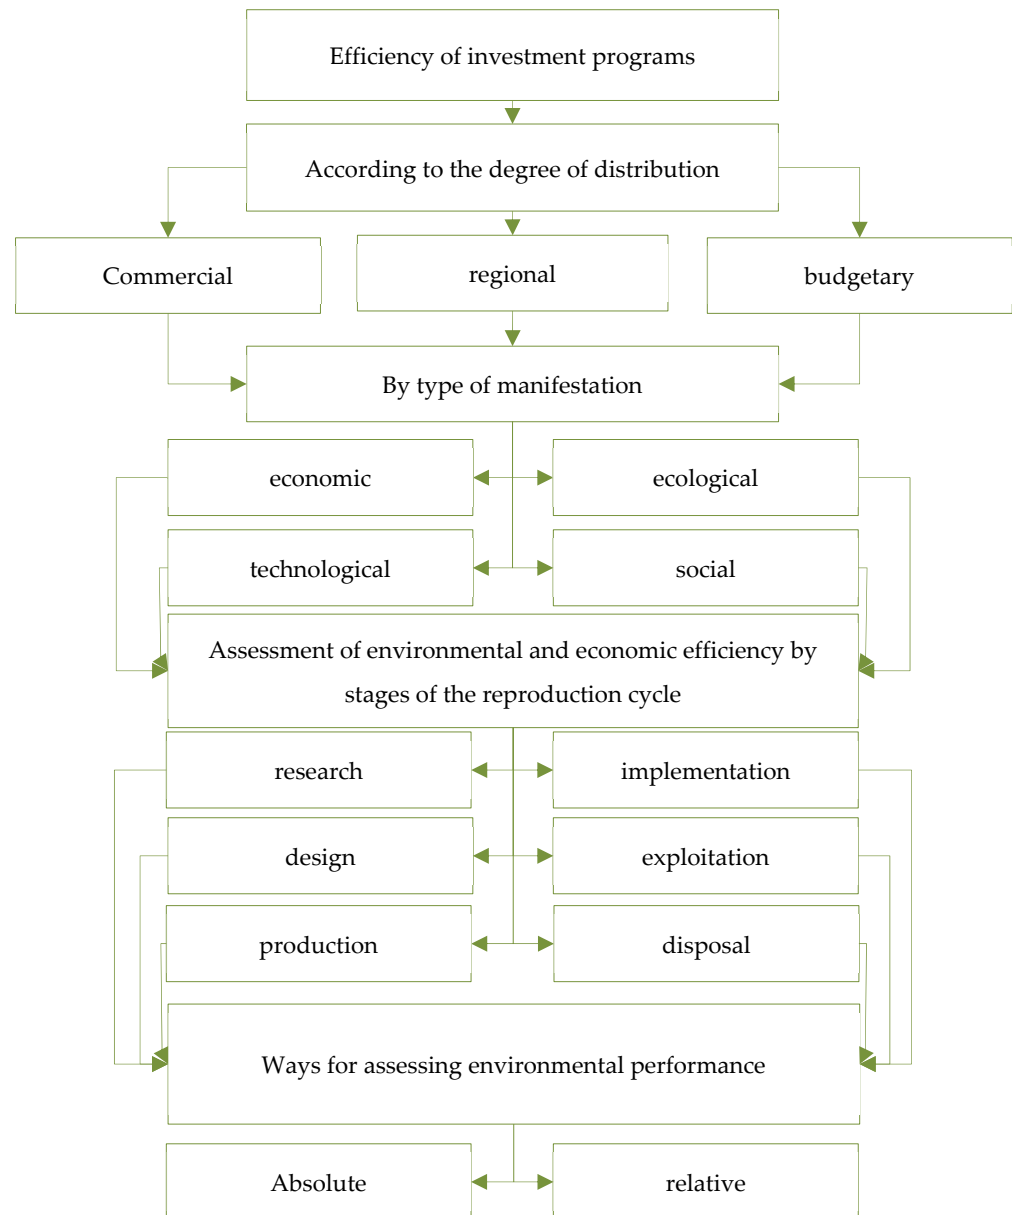 Efficiency of investment programs
According to the degree of distribution
Commercial
regional
budgetary
By type of manifestation
economic
ecological
technological
social
Assessment of environmental and economic efficiency by
stages of the reproduction cycle
research
implementation
design
exploitation
production
disposal
Ways for assessing environmental performance
Absolute
relative